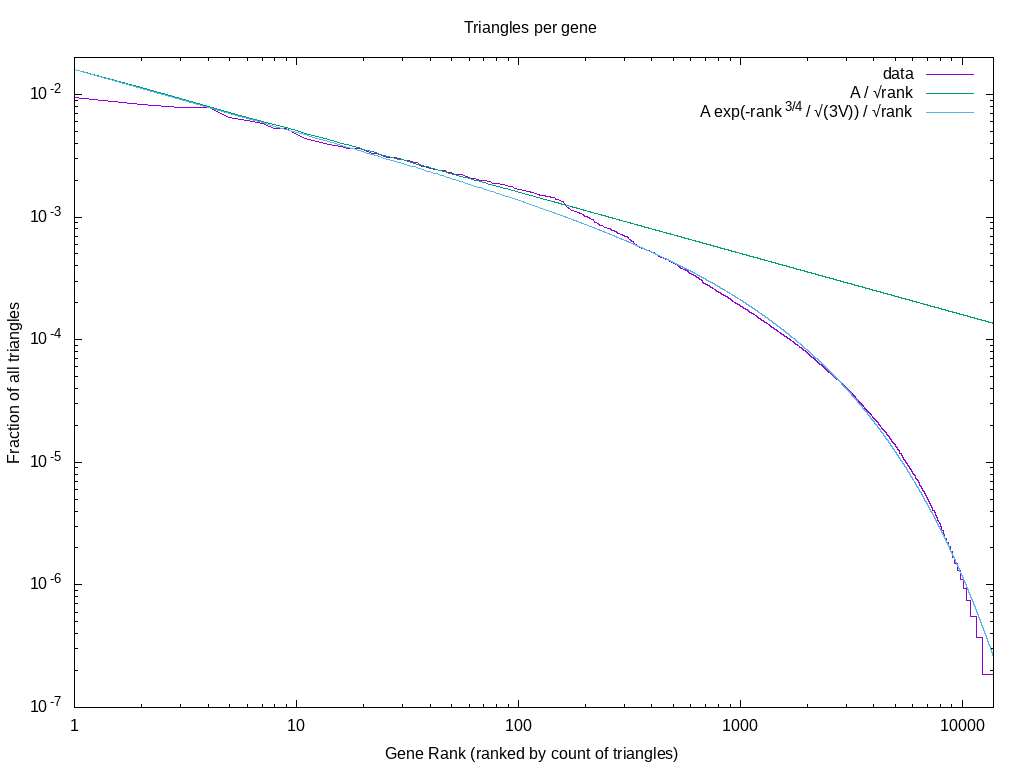 Triangles per gene
data
A / √rank
A exp(-rank 3/4 / √(3V)) / √rank
10-2
10-3
10-4
10-5
10-6
10-7
Fraction of all triangles
1 10 100 1000 10000
Gene Rank (ranked by count of triangles)